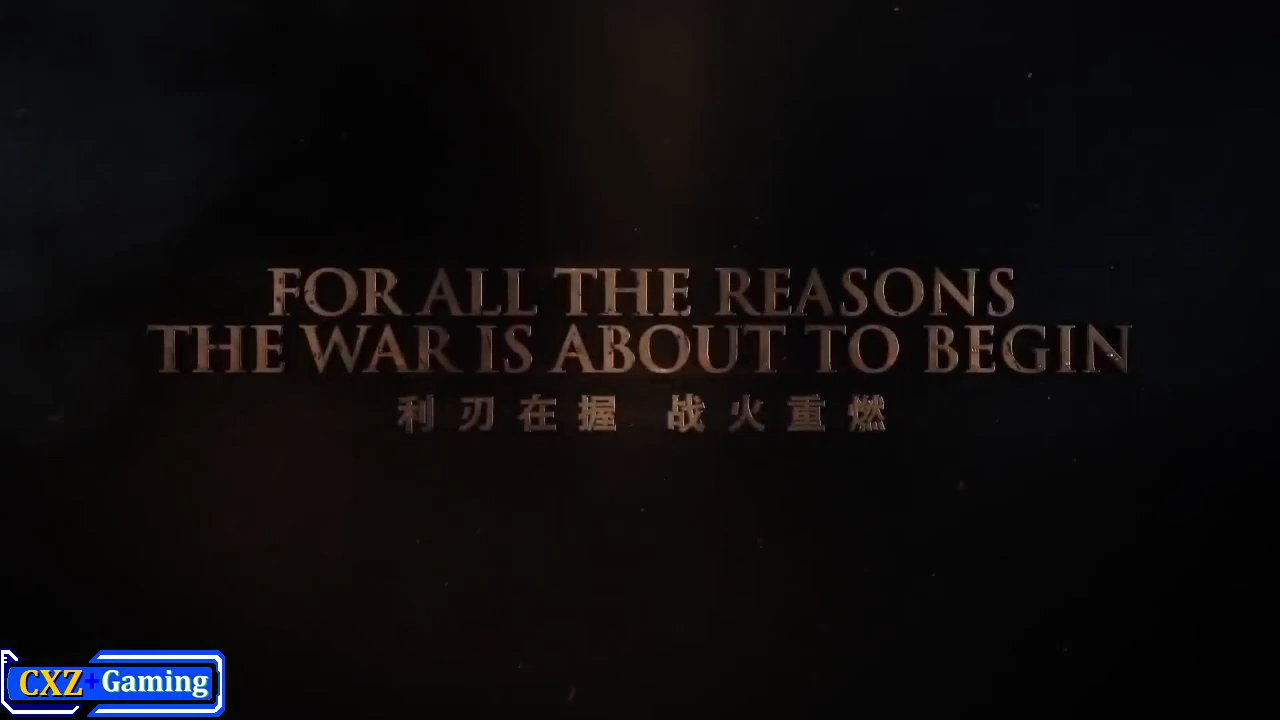 FOR ALL THE REASONS
THE WAR IS ABOUT TO BEGIN
利刃在握 战火重燃
CXZ+Gaming